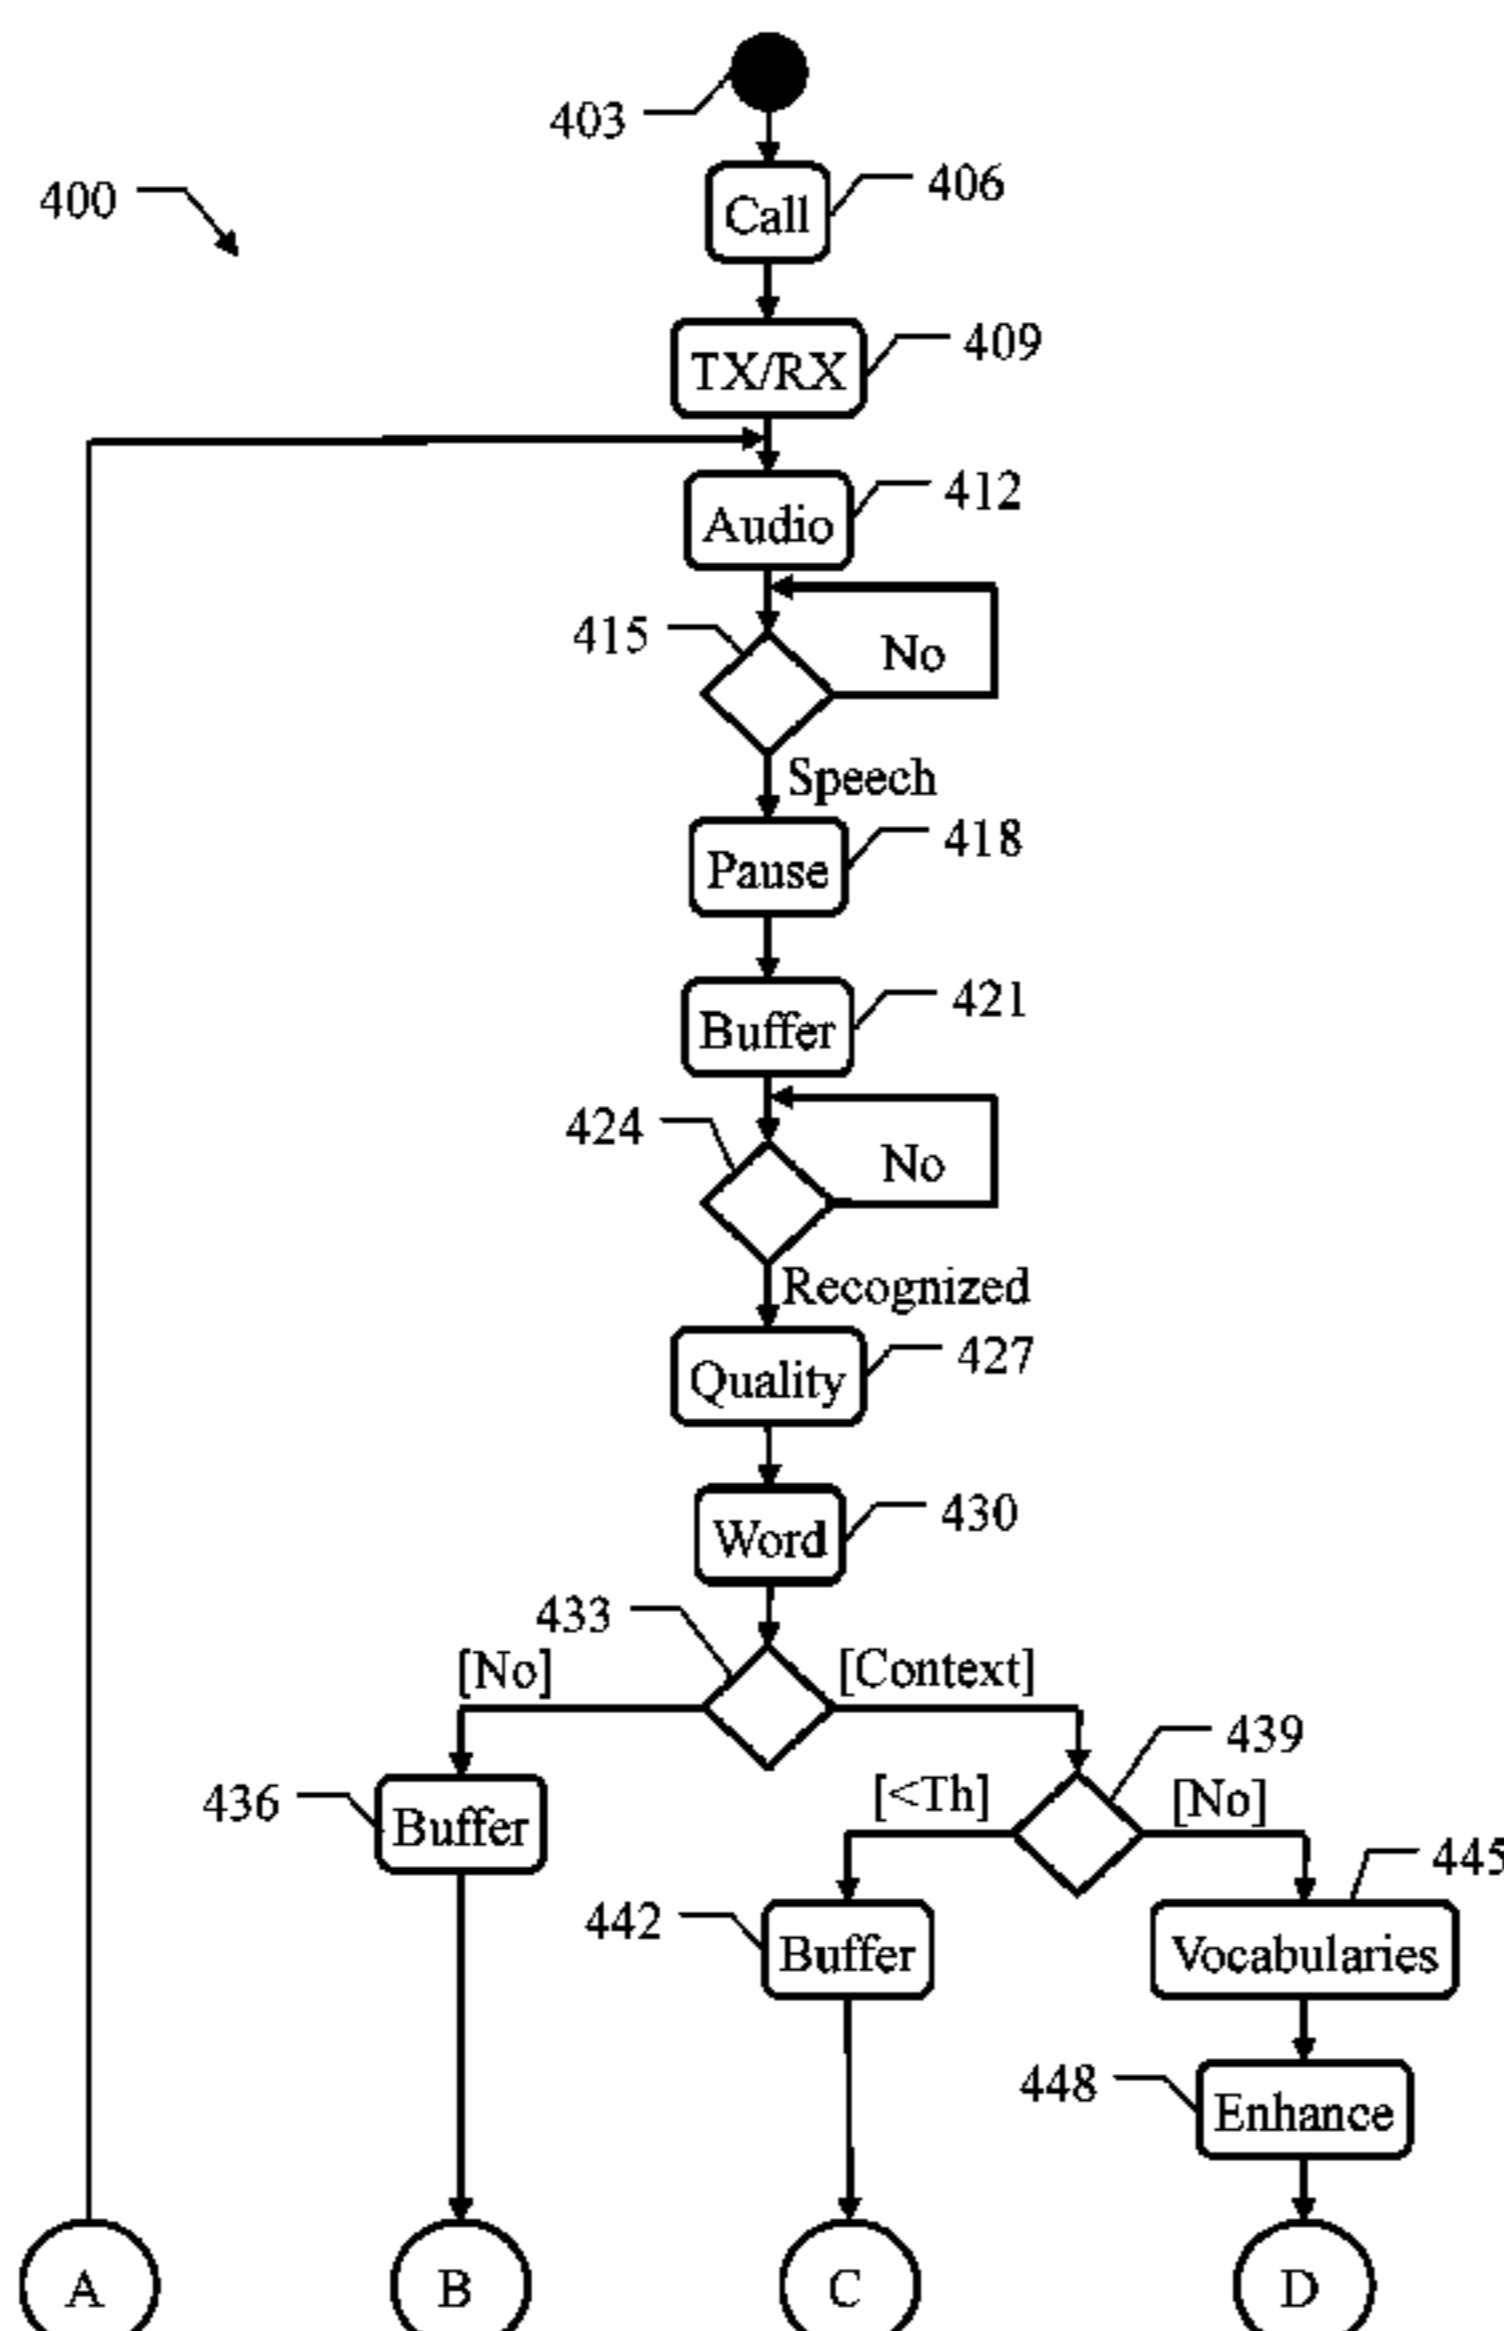 403
400
Call
406
TX/RX
409
Audio
412
415
No
Speech
Pause
418
Buffer
421
424
No
Recognized
Quality
427
Word
430
433
[No]
[Context]
439
436
Buffer
[<Th]
[No]
445
442
Buffer
Vocabularies
448
Enhance
A
B
C
D